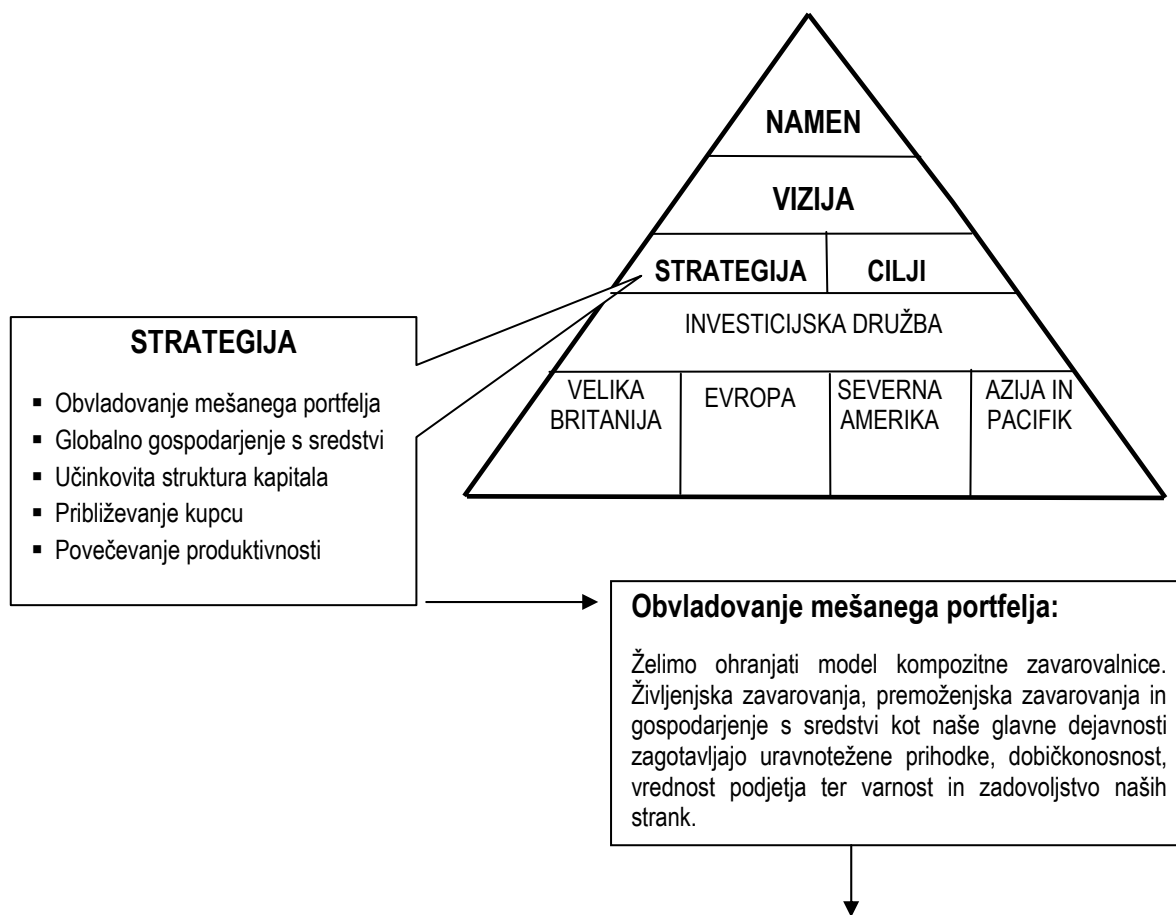 NAMEN
VIZIJA
STRATEGIJA
CILJI
INVESTICIJSKA DRUŽBA
VELIKA
BRITANIJA
EVROPA
SEVERNA
AMERIKA
AZIJA IN
PACIFIK
STRATEGIJA
▪ Obvladovanje mešanega portfelja
▪ Globalno gospodarjenje s sredstvi
▪ Učinkovita struktura kapitala
▪ Približevanje kupcu
▪ Povečevanje produktivnosti
Obvladovanje mešanega portfelja:
Želimo ohranjati model kompozitne zavarovalnice.
Življenjska zavarovanja, premoženjska zavarovanja in
gospodarjenje s sredstvi kot naše glavne dejavnosti
zagotavljajo uravnotežene prihodke, dobičkonosnost,
vrednost podjetja ter varnost in zadovoljstvo naših
strank.